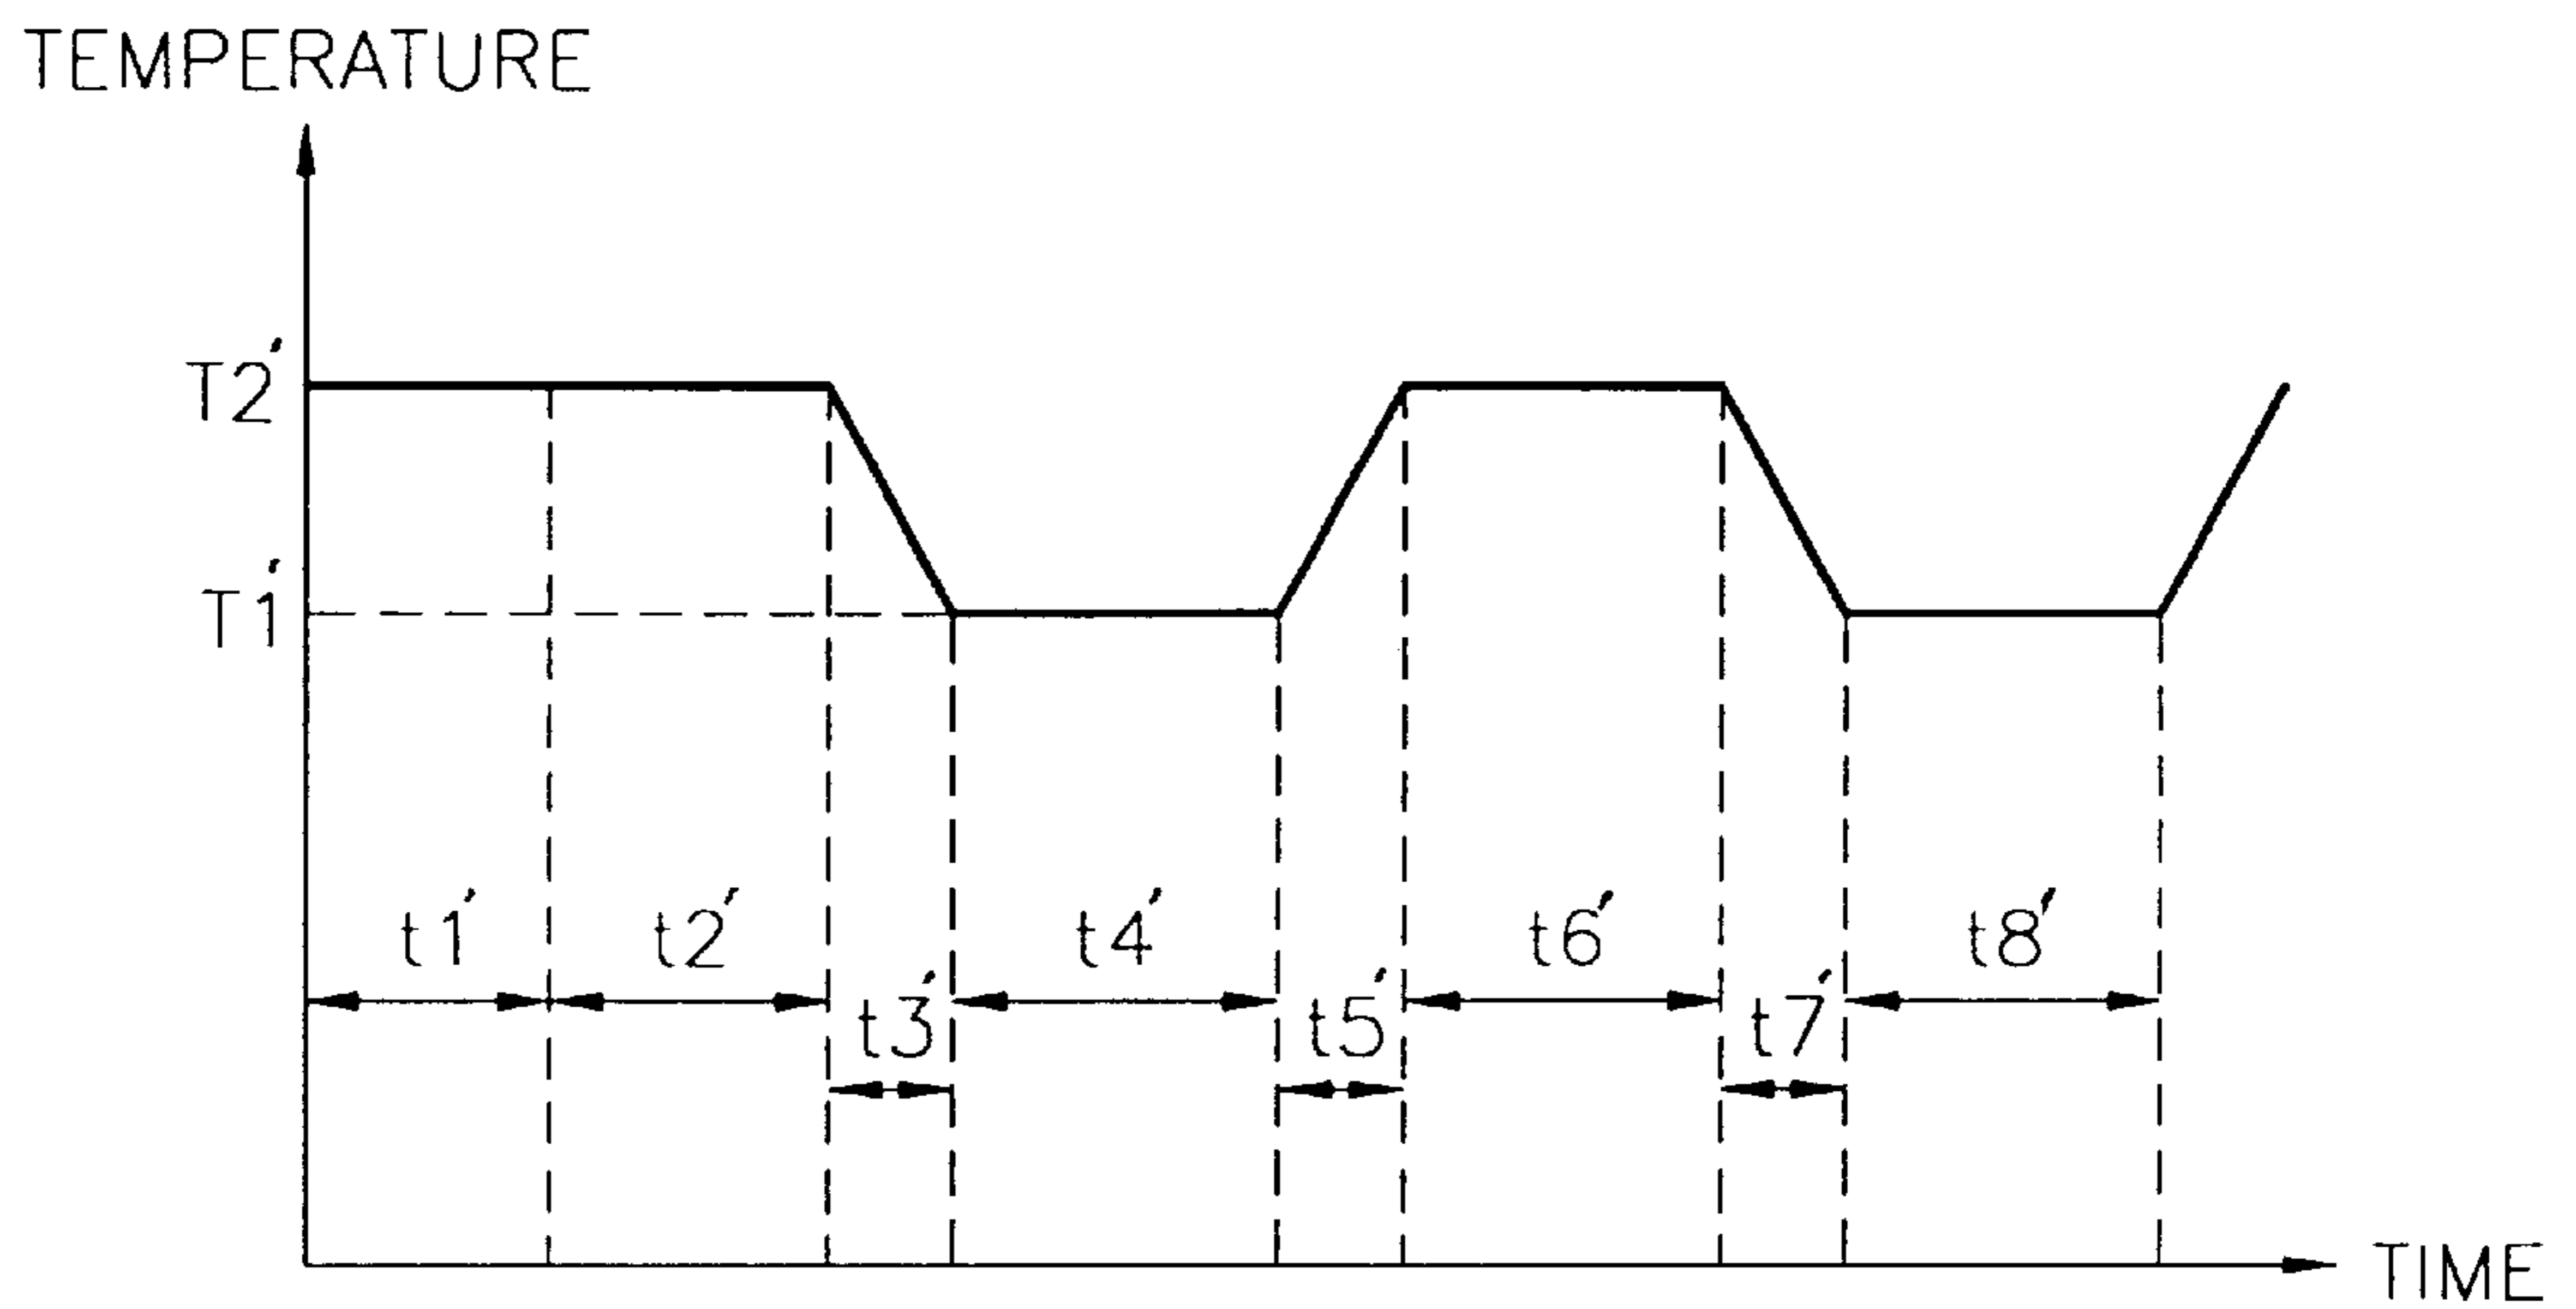 TEMPERATURE
T2′
T1′
t1′ t2′ t4′ t6′ t8′
t3′ t5′ t7′
TIME